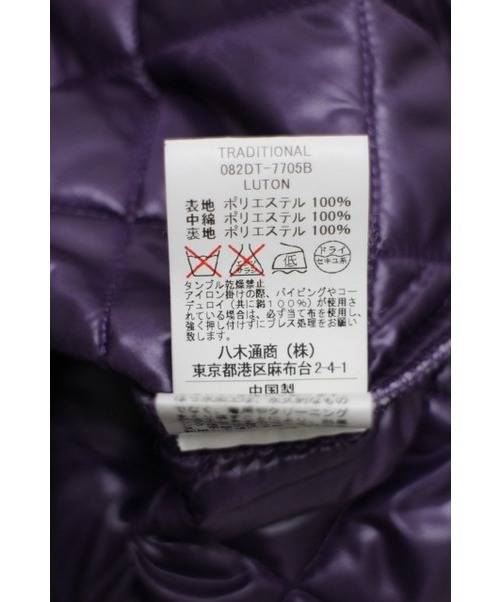 TRADITIONAL
082DT-7705B
LUTON
表地 ポリエステル 100%
中綿 ポリエステル 100%
裏地 ポリエステル 100%
エンソ サラシ 低 ドライ セキユ系
タンブル乾燥禁止
アイロン掛けの際、パイピングやコー
デュロイ(共に綿100%)が使用さ
れている場合は、必ず当て布を使用し、
強く押し付けずにプレス処理をお願い
致します。
八木通商(株)
東京都港区麻布台2-4-1
中国製